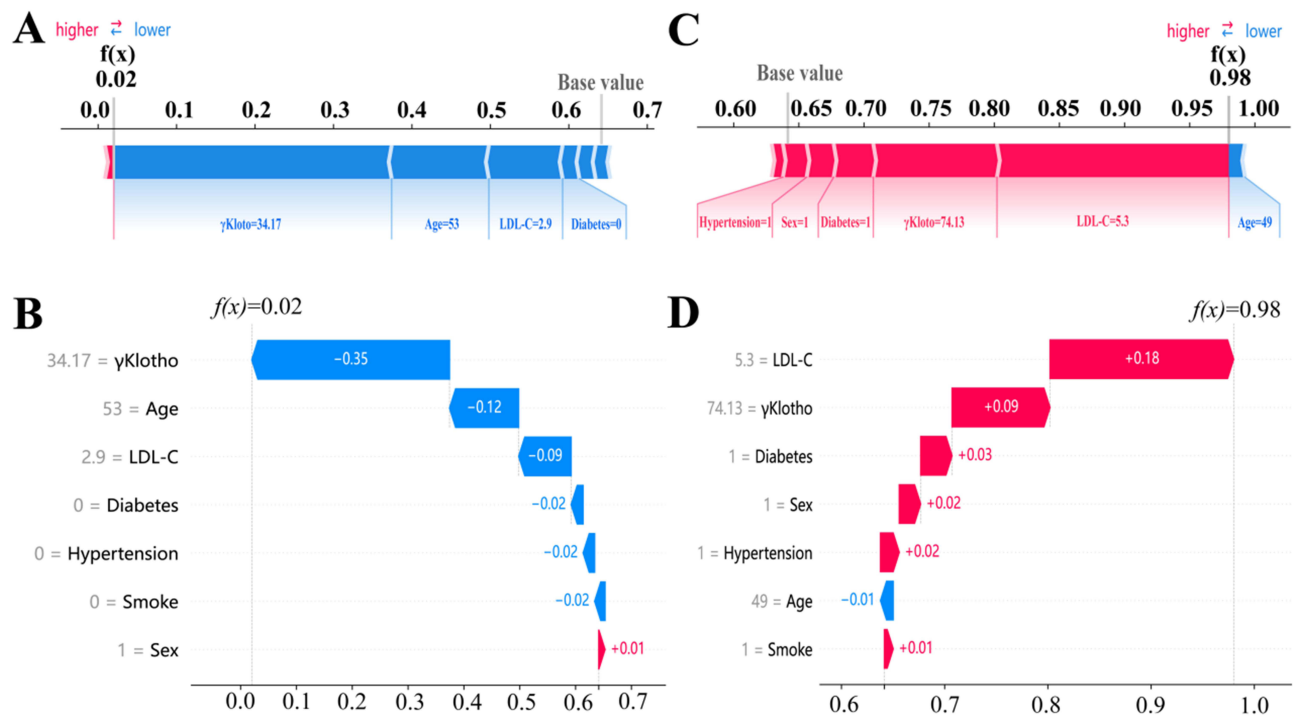 A
higher ⇄ lower
f(x)
0.02
Base value
0.0 0.1 0.2 0.3 0.4 0.5 0.6 0.7
γKloto=34.17 Age=53 LDL-C=2.9 Diabetes=0
C
higher ⇄ lower
f(x)
0.98
Base value
0.60 0.65 0.70 0.75 0.80 0.85 0.90 0.95 1.00
Hypertension=1 Sex=1 Diabetes=1 γKloto=74.13 LDL-C=5.3 Age=49
B
f(x)=0.02
34.17 = γKlotho −0.35
53 = Age −0.12
2.9 = LDL-C −0.09
0 = Diabetes −0.02
0 = Hypertension −0.02
0 = Smoke −0.02
1 = Sex +0.01
0.0 0.1 0.2 0.3 0.4 0.5 0.6 0.7
D
f(x)=0.98
5.3 = LDL-C +0.18
74.13 = γKlotho +0.09
1 = Diabetes +0.03
1 = Sex +0.02
1 = Hypertension +0.02
49 = Age −0.01
1 = Smoke +0.01
0.6 0.7 0.8 0.9 1.0